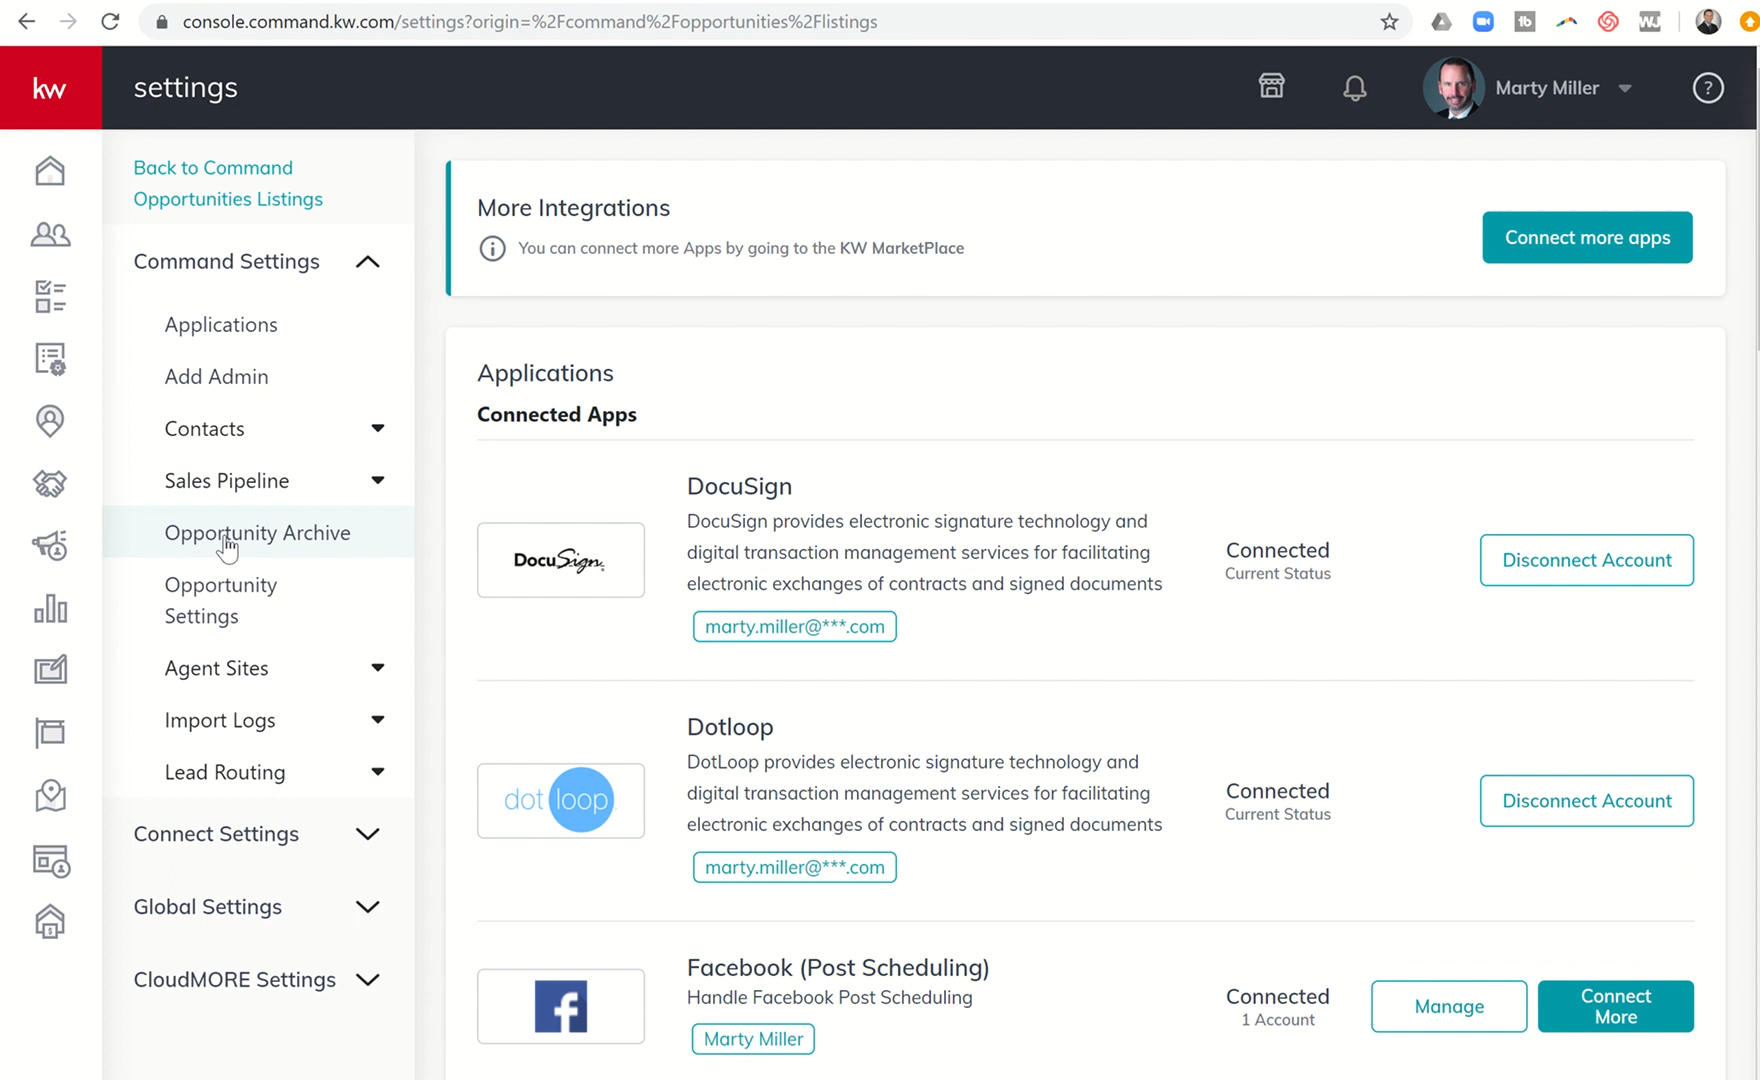 console.command.kw.com/settings?origin=%2Fcommand%2Fopportunities%2Flistings
kw
settings
Marty Miller
?
Back to Command
Opportunities Listings
Command Settings
Applications
Add Admin
Contacts
Sales Pipeline
Opportunity Archive
Opportunity
Settings
Agent Sites
Import Logs
Lead Routing
Connect Settings
Global Settings
CloudMORE Settings
More Integrations
You can connect more Apps by going to the KW MarketPlace
Connect more apps
Applications
Connected Apps
DocuSign
DocuSign
DocuSign provides electronic signature technology and
digital transaction management services for facilitating
electronic exchanges of contracts and signed documents
marty.miller@***.com
Connected
Current Status
Disconnect Account
dotloop
Dotloop
DotLoop provides electronic signature technology and
digital transaction management services for facilitating
electronic exchanges of contracts and signed documents
marty.miller@***.com
Connected
Current Status
Disconnect Account
f
Facebook (Post Scheduling)
Handle Facebook Post Scheduling
Marty Miller
Connected
1 Account
Manage
Connect
More